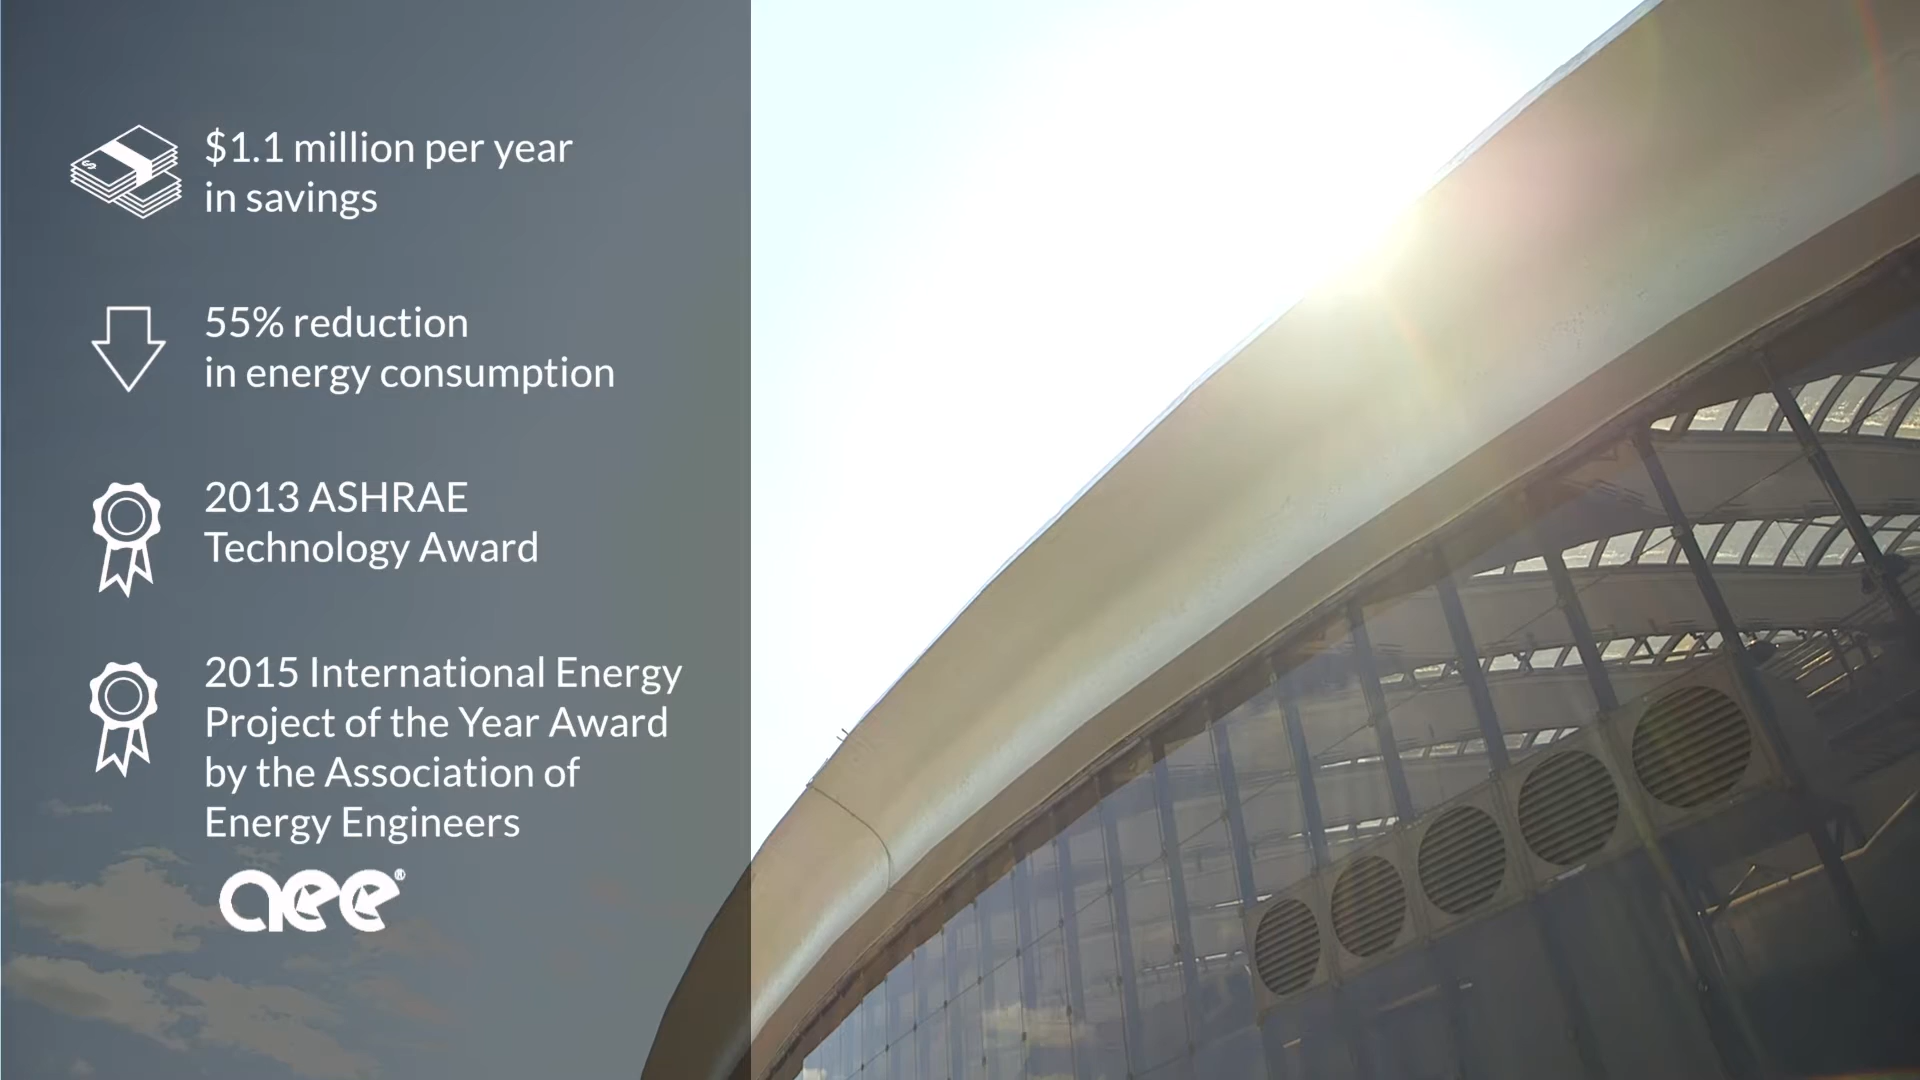 $1.1 million per year
in savings
55% reduction
in energy consumption
2013 ASHRAE
Technology Award
2015 International Energy
Project of the Year Award
by the Association of
Energy Engineers
aee®